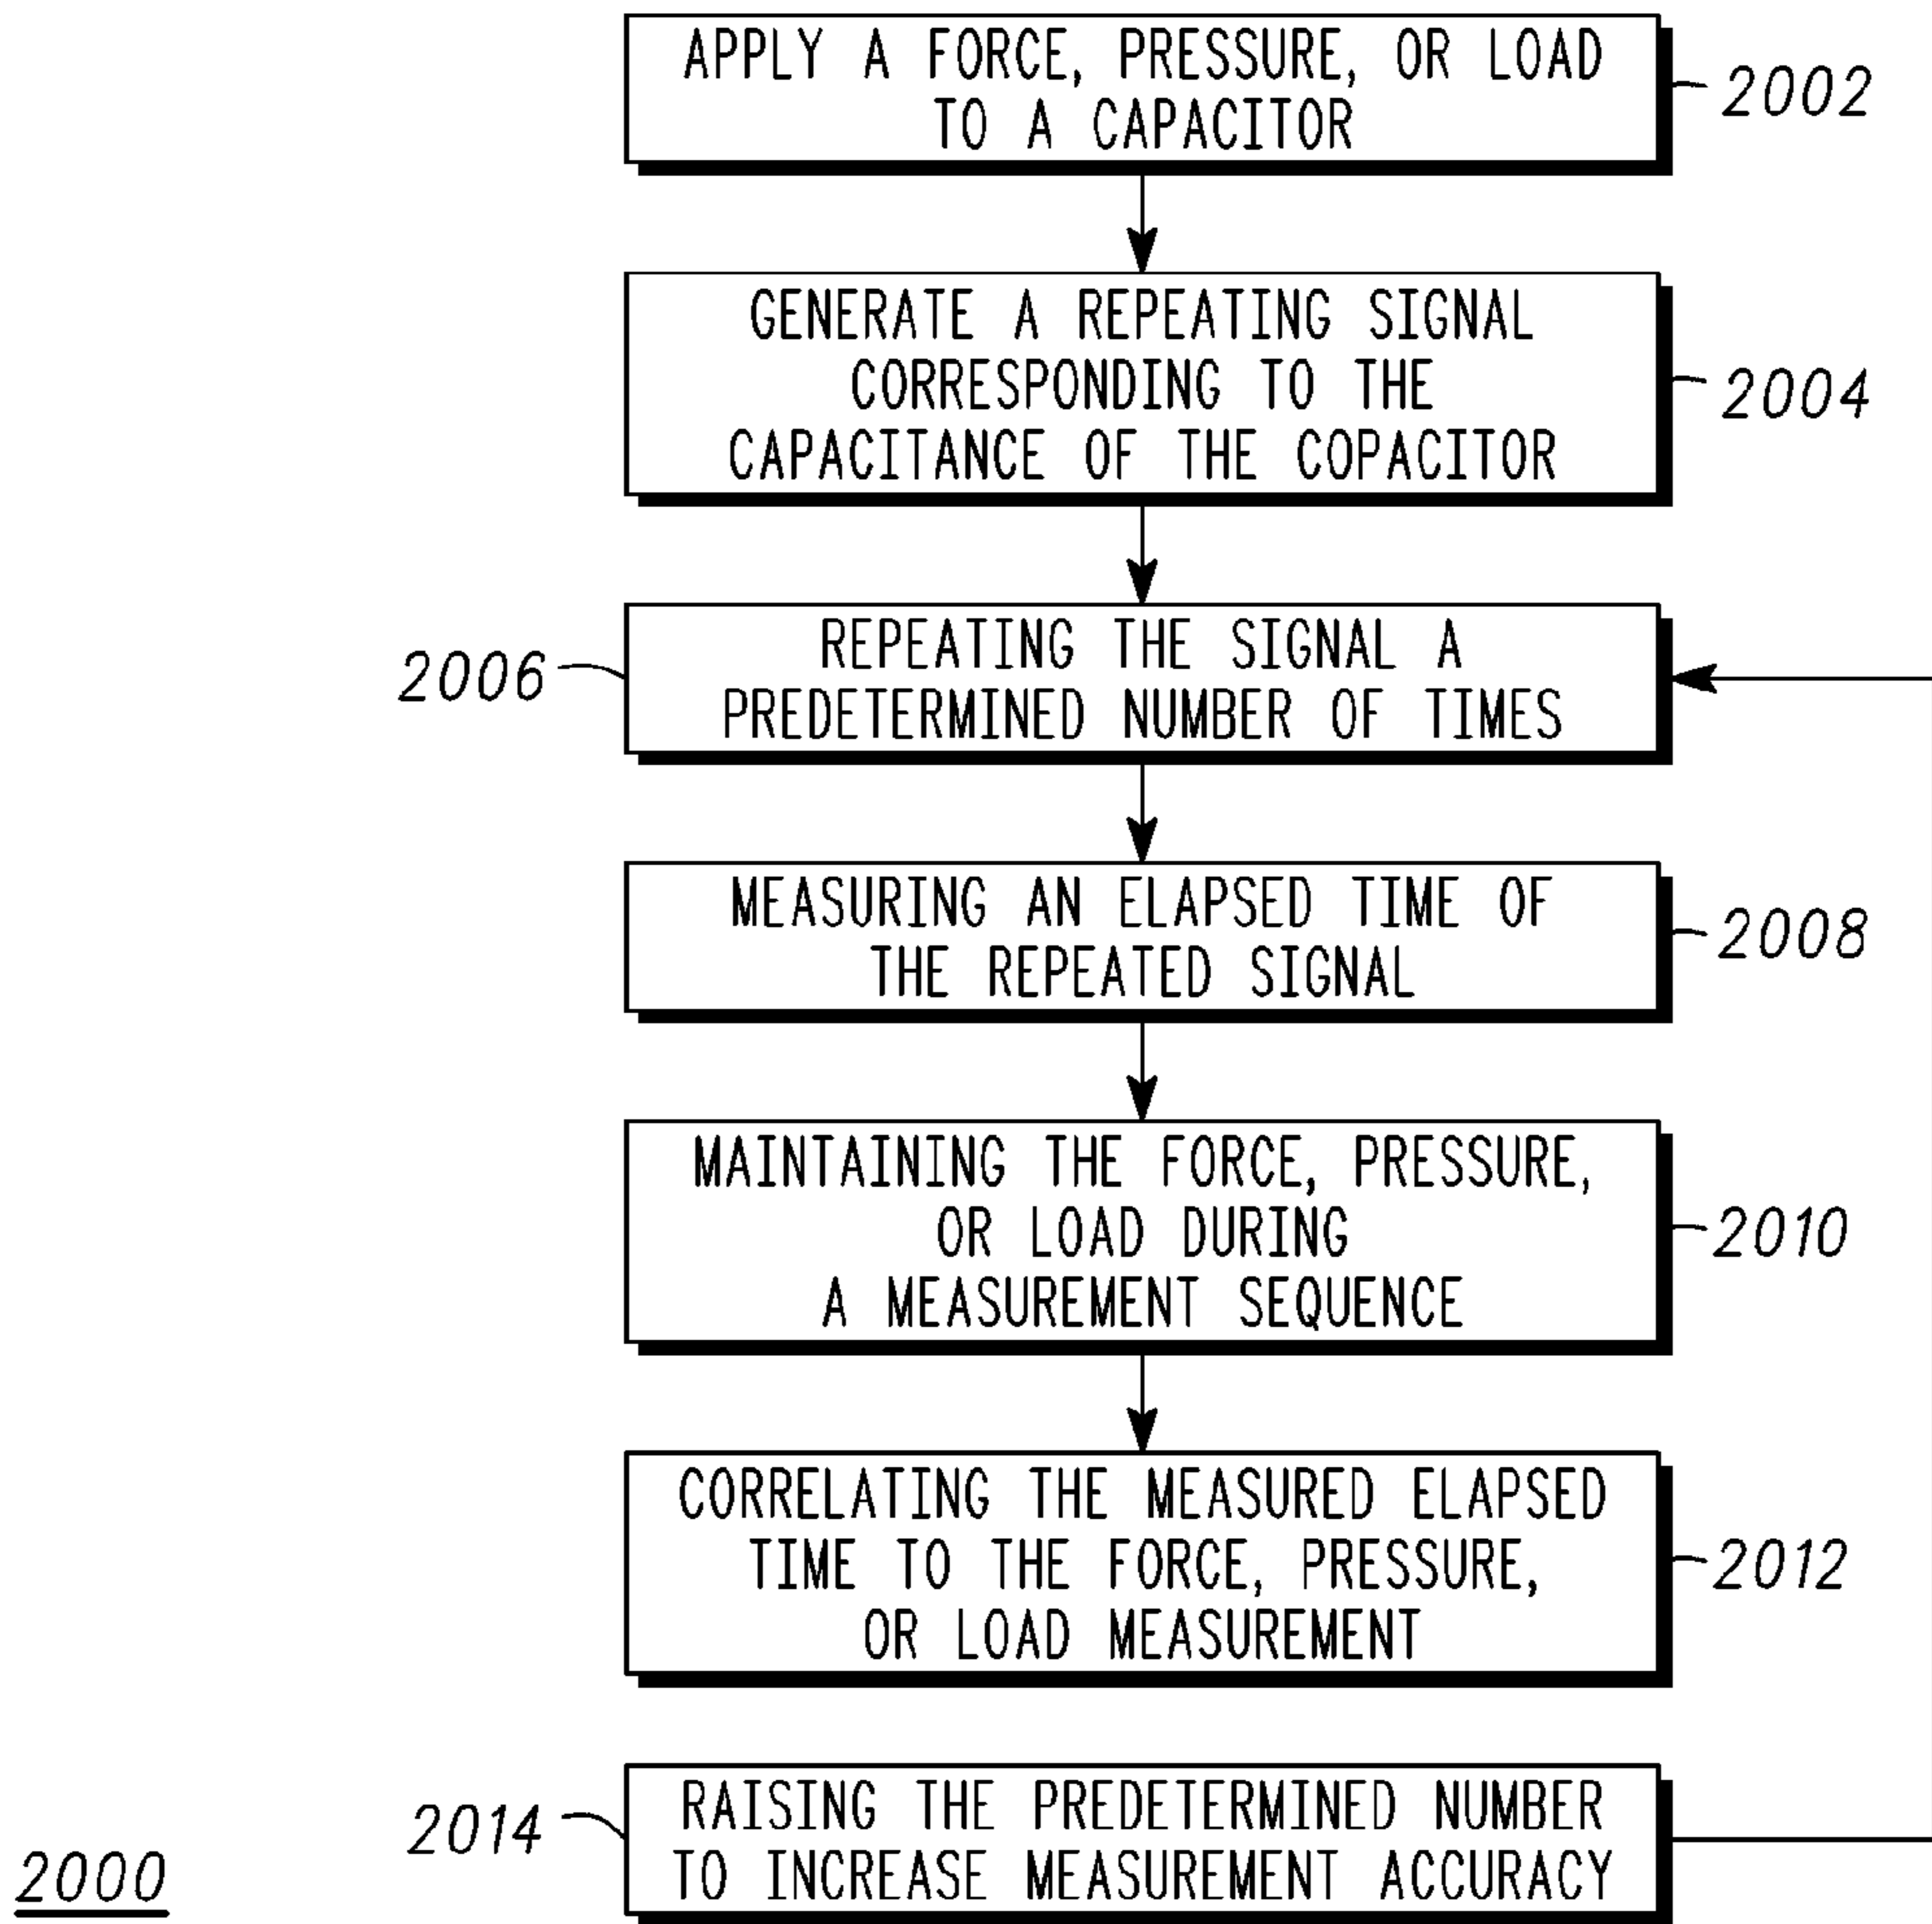 APPLY A FORCE, PRESSURE, OR LOAD
TO A CAPACITOR
2002
GENERATE A REPEATING SIGNAL
CORRESPONDING TO THE
CAPACITANCE OF THE COPACITOR
2004
REPEATING THE SIGNAL A
PREDETERMINED NUMBER OF TIMES
2006
MEASURING AN ELAPSED TIME OF
THE REPEATED SIGNAL
2008
MAINTAINING THE FORCE, PRESSURE,
OR LOAD DURING
A MEASUREMENT SEQUENCE
2010
CORRELATING THE MEASURED ELAPSED
TIME TO THE FORCE, PRESSURE,
OR LOAD MEASUREMENT
2012
RAISING THE PREDETERMINED NUMBER
TO INCREASE MEASUREMENT ACCURACY
2014
2000